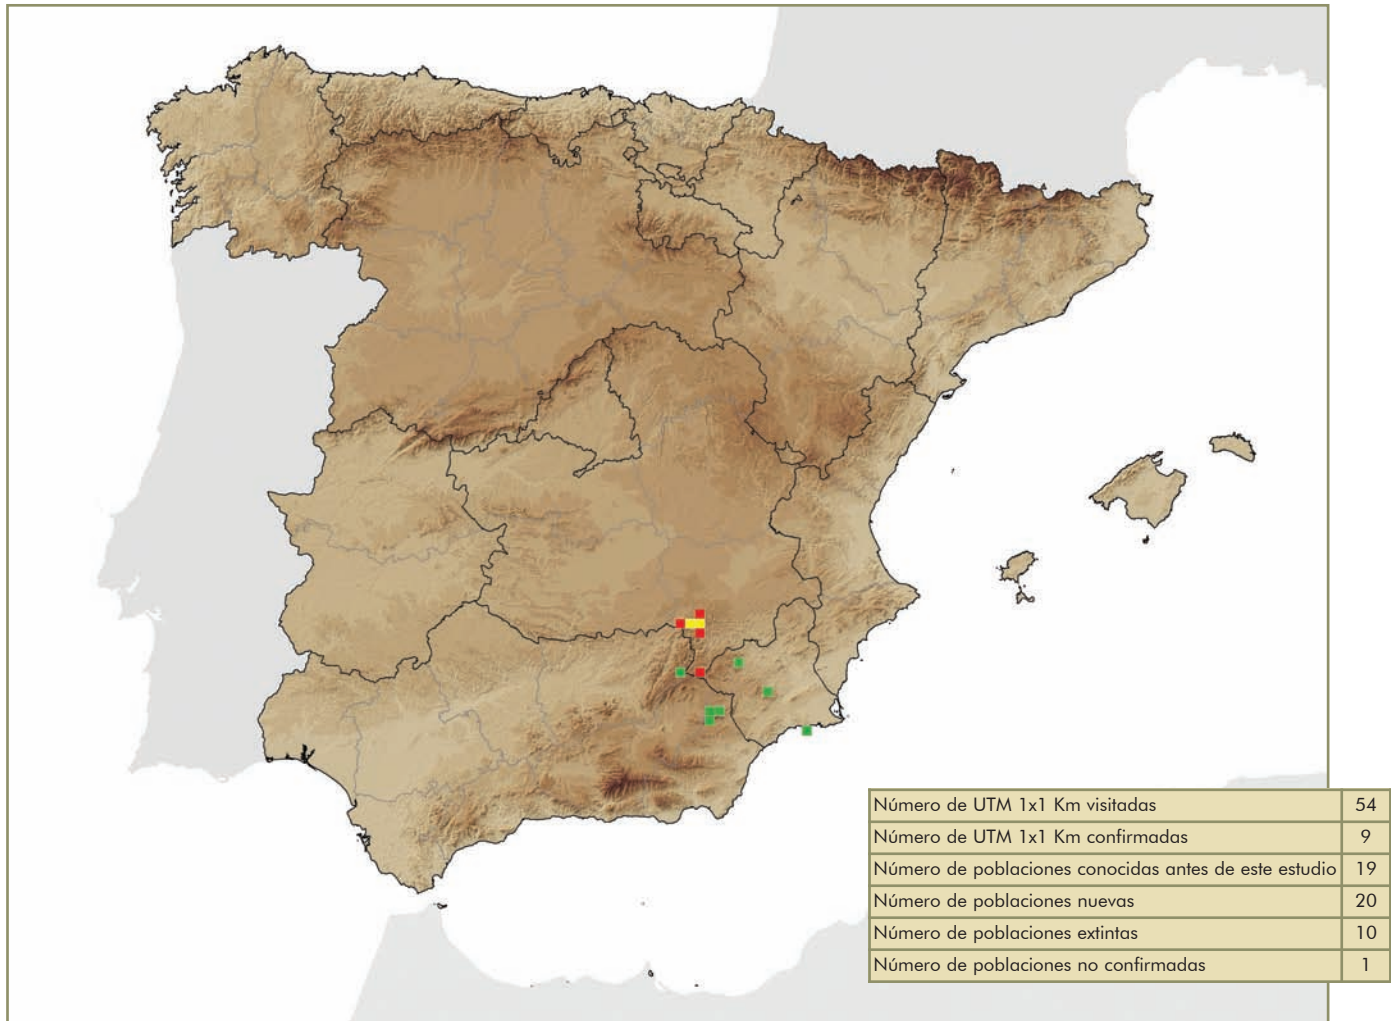 Número de UTM 1x1 Km visitadas 54
Número de UTM 1x1 Km confirmadas 9
Número de poblaciones conocidas antes de este estudio 19
Número de poblaciones nuevas 20
Número de poblaciones extintas 10
Número de poblaciones no confirmadas 1